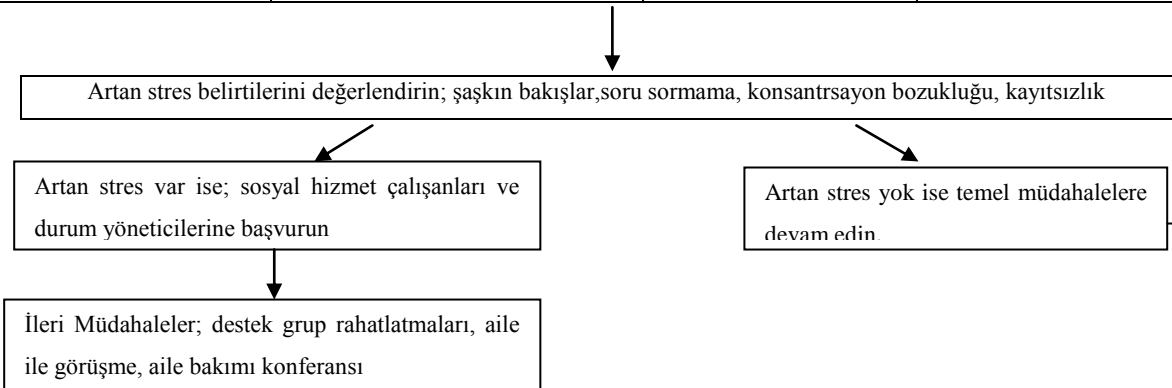 Artan stres belirtilerini değerlendirin; şaşkın bakışlar,soru sormama, konsantrsayon bozukluğu, kayıtsızlık
Artan stres var ise; sosyal hizmet çalışanları ve
durum yöneticilerine başvurun
Artan stres yok ise temel müdahalelere
devam edin.
İleri Müdahaleler; destek grup rahatlatmaları, aile
ile görüşme, aile bakımı konferansı